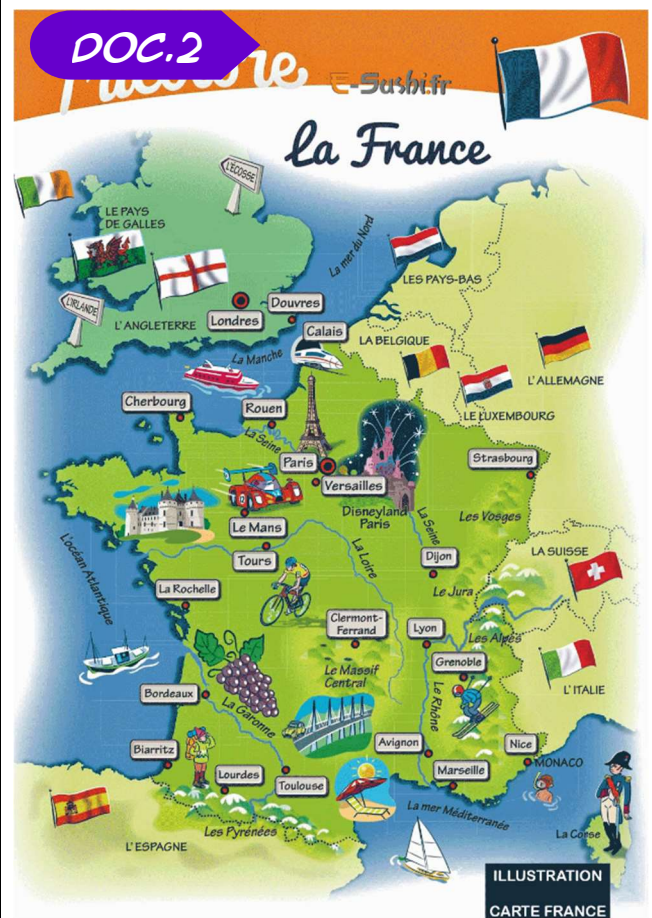 DOC.2
E-Sushi.fr
la France
L'ÉCOSSE
LE PAYS
DE GALLES
La mer du Nord
LES PAYS-BAS
L'IRLANDE
L'ANGLETERRE
Londres
Douvres
Calais
La Manche
LA BELGIQUE
L'ALLEMAGNE
LE LUXEMBOURG
Cherbourg
Rouen
La Seine
Paris
Versailles
Strasbourg
Disneyland
Paris
La Seine
Les Vosges
Le Mans
Tours
La Loire
Dijon
LA SUISSE
L'océan Atlantique
La Rochelle
Le Jura
Clermont-
Ferrand
Lyon
Les Alpes
Grenoble
Le Massif
Central
L'ITALIE
Bordeaux
La Garonne
Le Rhône
Biarritz
Avignon
Nice
MONACO
Lourdes
Toulouse
Marseille
La mer Méditerranée
La Corse
Les Pyrénées
L'ESPAGNE
ILLUSTRATION
CARTE FRANCE